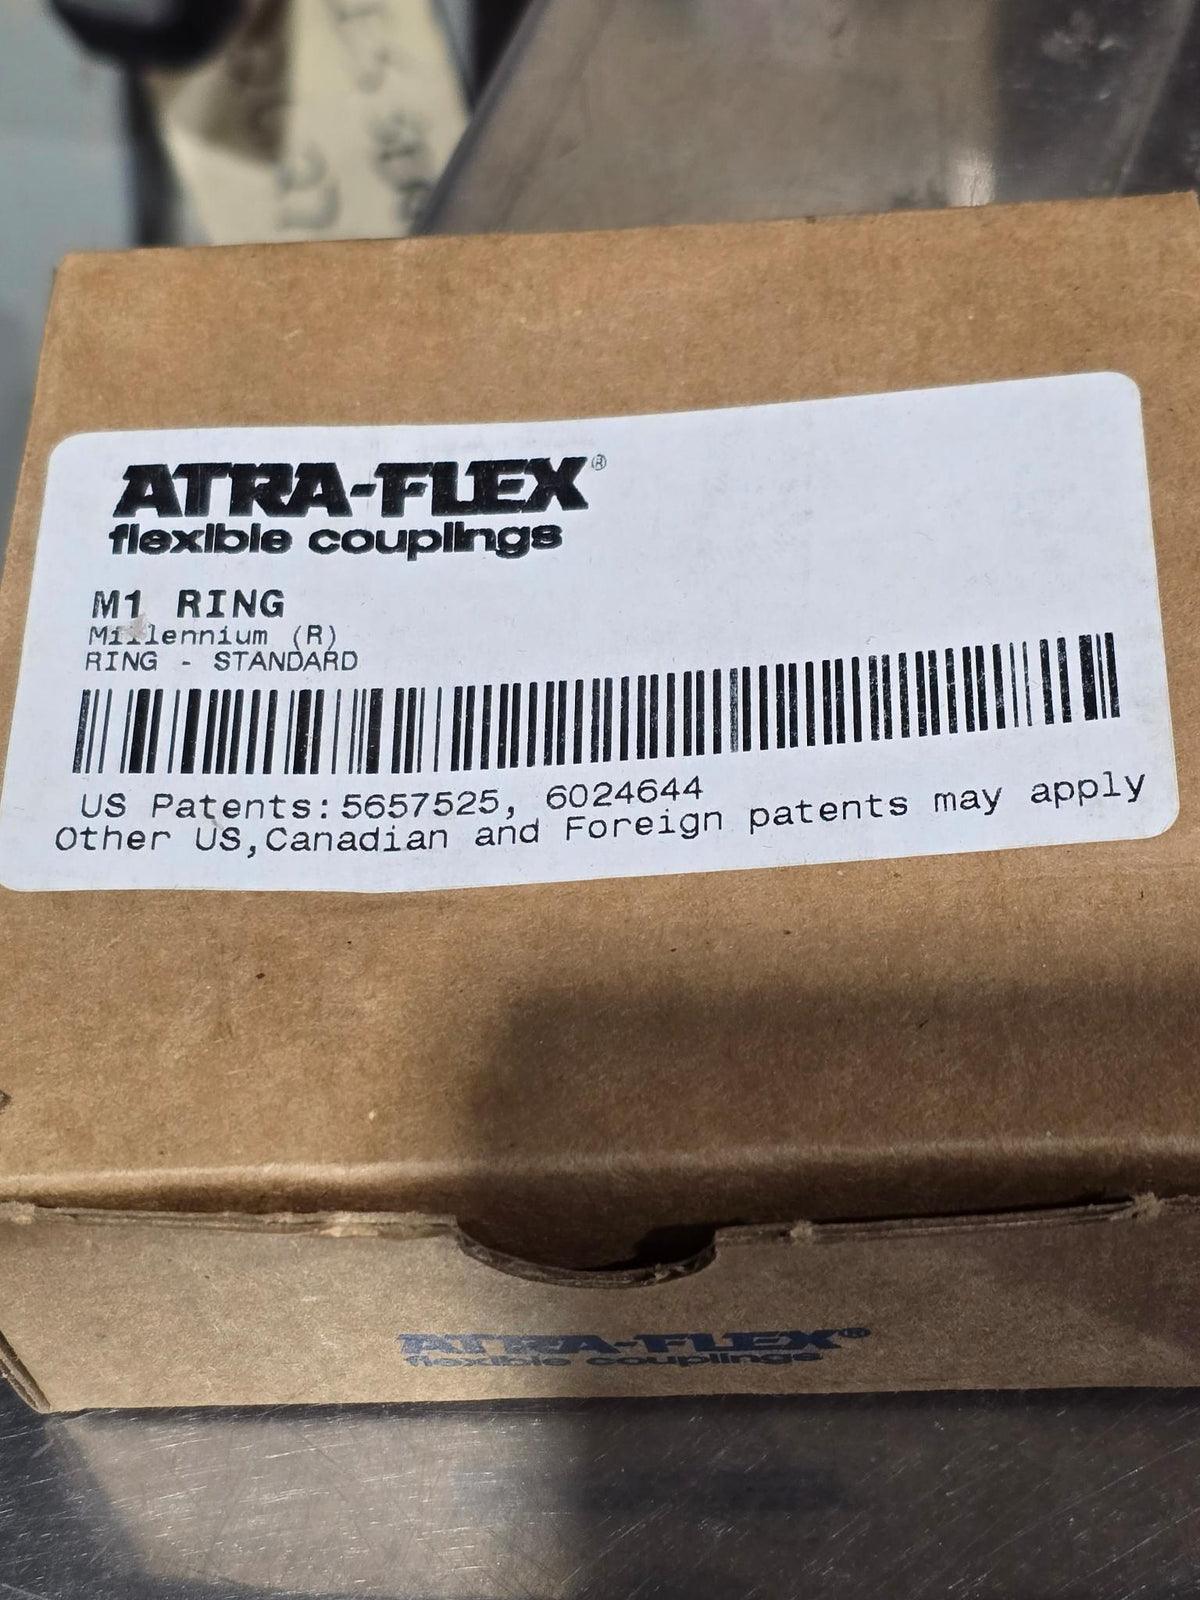 ATRA-FLEX®
flexible couplings
M1 RING
Millennium (R)
RING - STANDARD
US Patents: 5657525, 6024644
Other US,Canadian and Foreign patents may apply
ATRA-FLEX®
flexible couplings